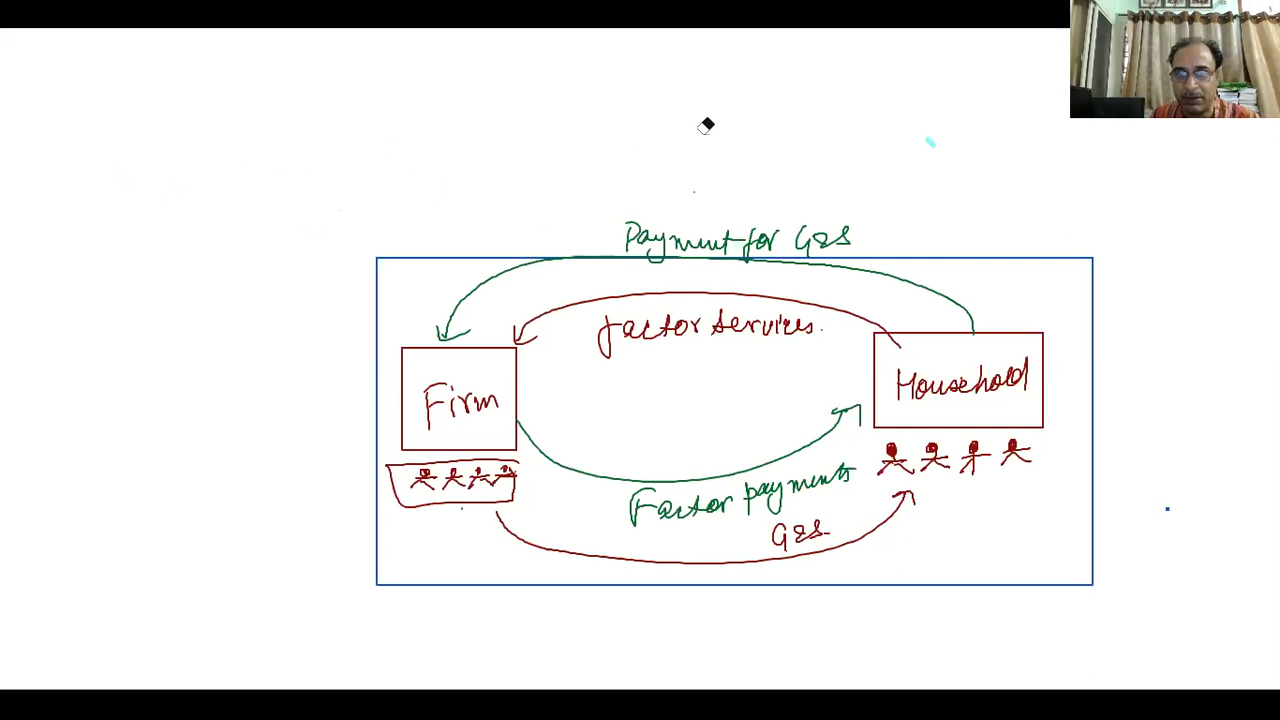 Payment for G&S
factor services.
Firm
Household
Factor payments
G&S.